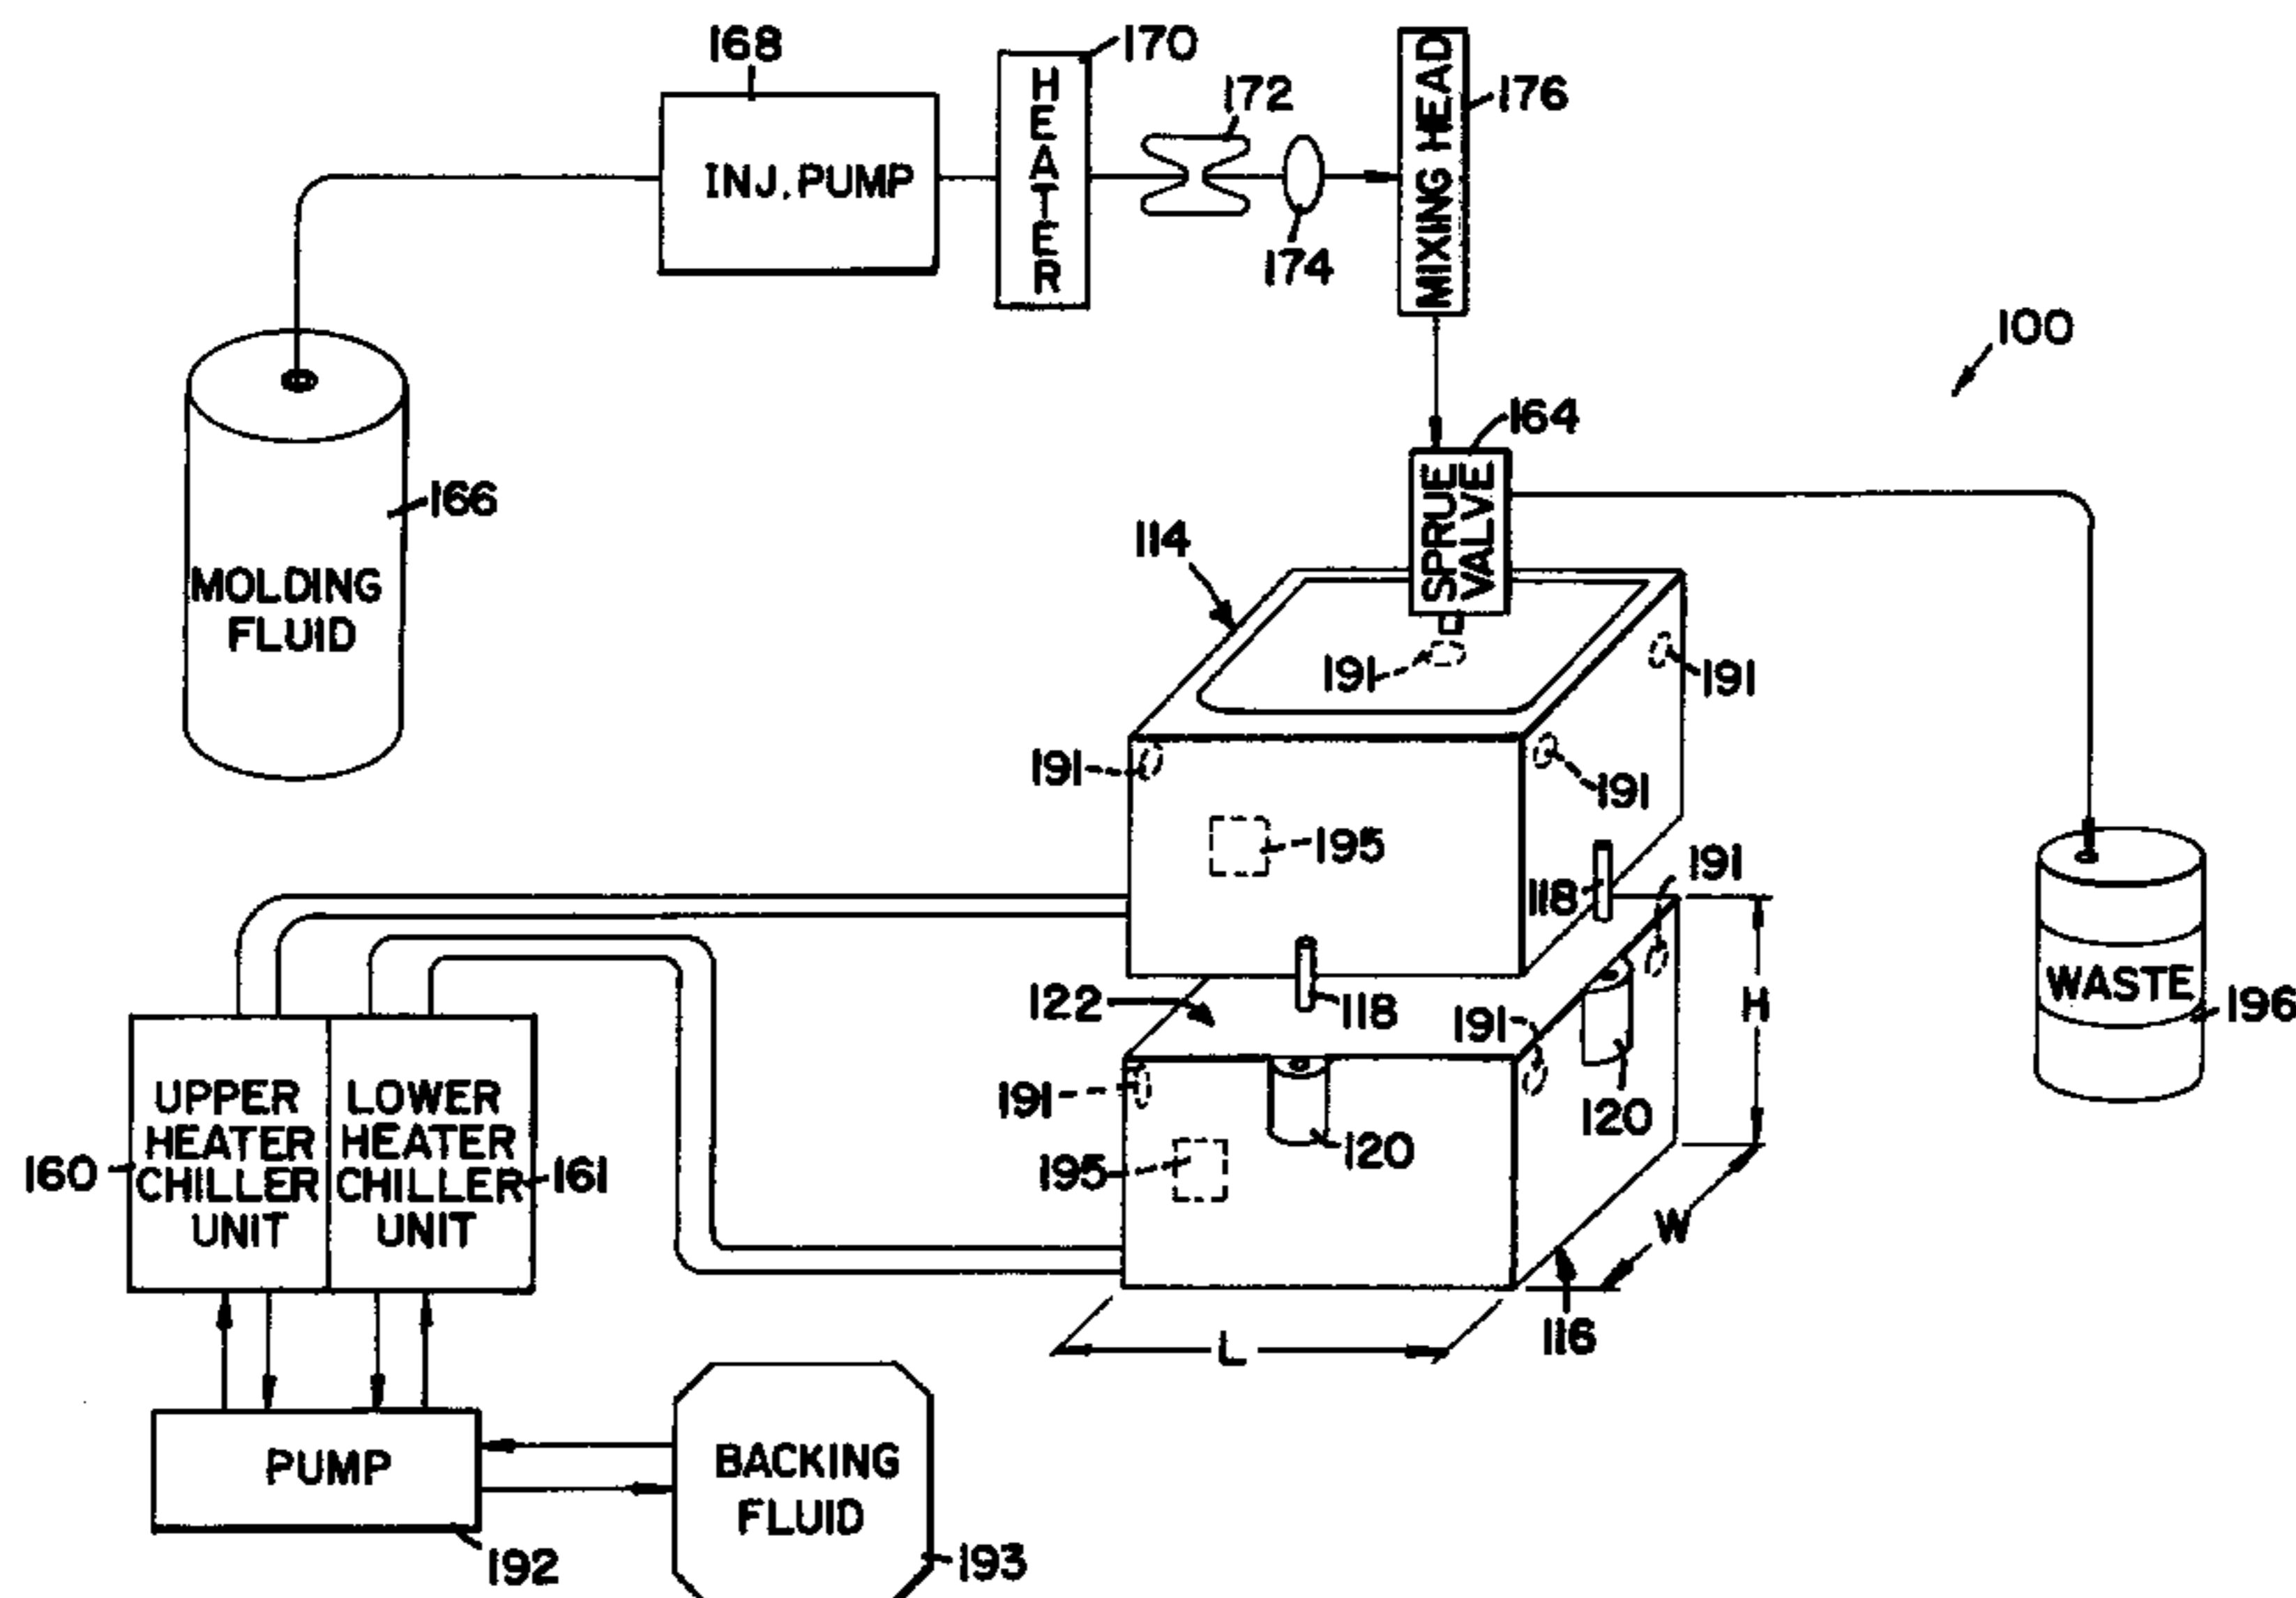 168
170
HEATER
172
176
MIXING HEAD
INJ. PUMP
174
100
164
SPRUE
VALVE
166
MOLDING
FLUID
114
191
191
191
191
195
191
118
118
122
191
191
120
120
195
H
W
L
116
WASTE
196
160
UPPER
HEATER
CHILLER
UNIT
LOWER
HEATER
CHILLER
UNIT
161
PUMP
192
BACKING
FLUID
193